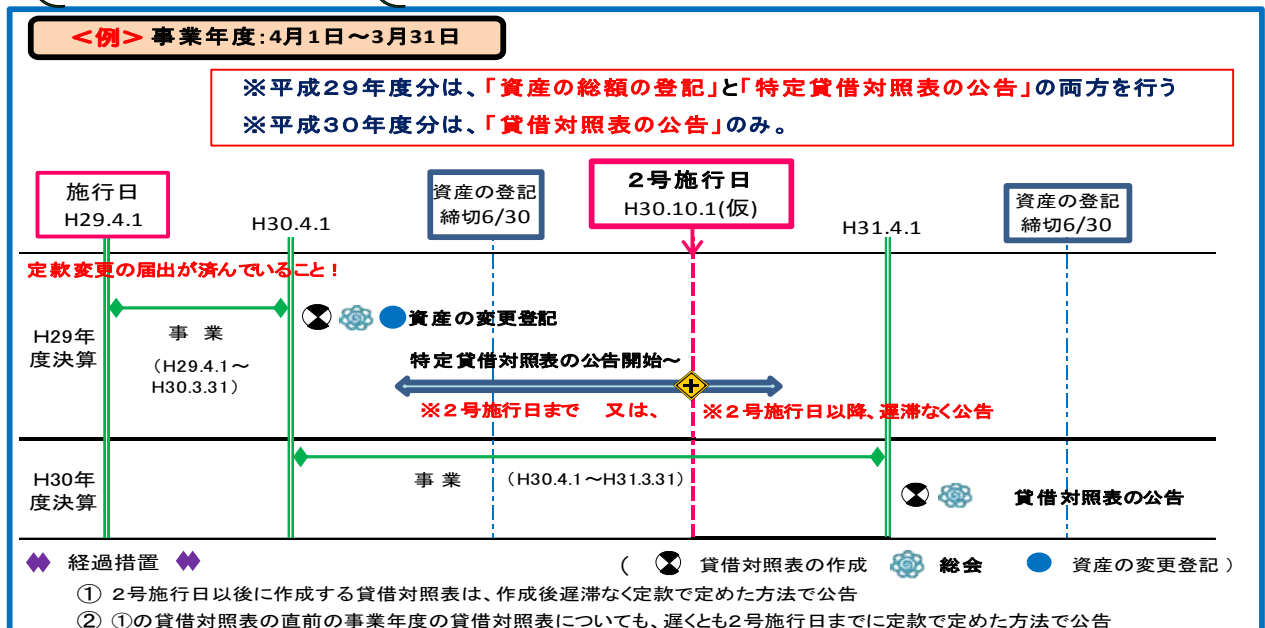 <例> 事業年度:4月1日～3月31日
※平成29年度分は、「資産の総額の登記」と「特定貸借対照表の公告」の両方を行う
※平成30年度分は、「貸借対照表の公告」のみ。
施行日
H29.4.1
H30.4.1
資産の登記
締切6/30
2号施行日
H30.10.1(仮)
H31.4.1
資産の登記
締切6/30
定款変更の届出が済んでいること！
H29年
度決算
事 業
（H29.4.1～
H30.3.31）
資産の変更登記
特定貸借対照表の公告開始～
※2号施行日まで 又は、 ※2号施行日以降、遅滞なく公告
H30年
度決算
事 業 （H30.4.1～H31.3.31）
貸借対照表の公告
経過措置
（ 貸借対照表の作成 総会 資産の変更登記 ）
① 2号施行日以後に作成する貸借対照表は、作成後遅滞なく定款で定めた方法で公告
② ①の貸借対照表の直前の事業年度の貸借対照表についても、遅くとも2号施行日までに定款で定めた方法で公告